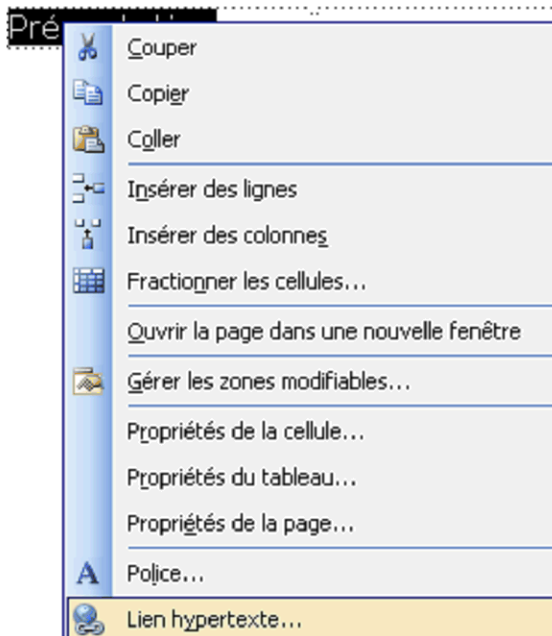 Pré
Couper
Copier
Coller
Insérer des lignes
Insérer des colonnes
Fractionner les cellules...
Ouvrir la page dans une nouvelle fenêtre
Gérer les zones modifiables...
Propriétés de la cellule...
Propriétés du tableau...
Propriétés de la page...
Police...
Lien hypertexte...